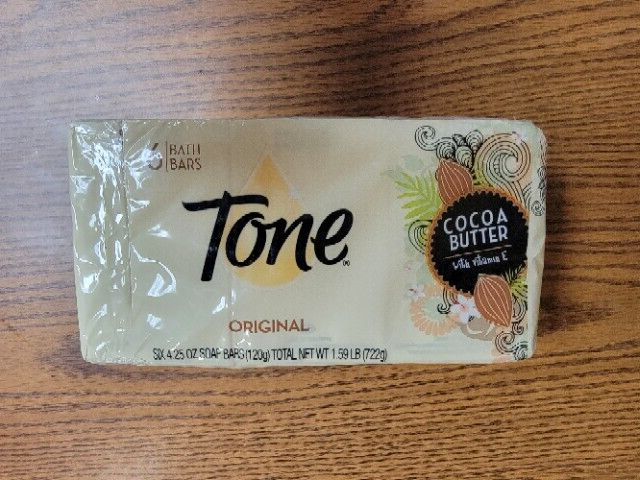 6 BATH
BARS
Tone®
COCOA
BUTTER
with vitamin E
ORIGINAL
SIX 4.25 OZ SOAP BARS (120g) TOTAL NET WT 1.59 LB (722g)